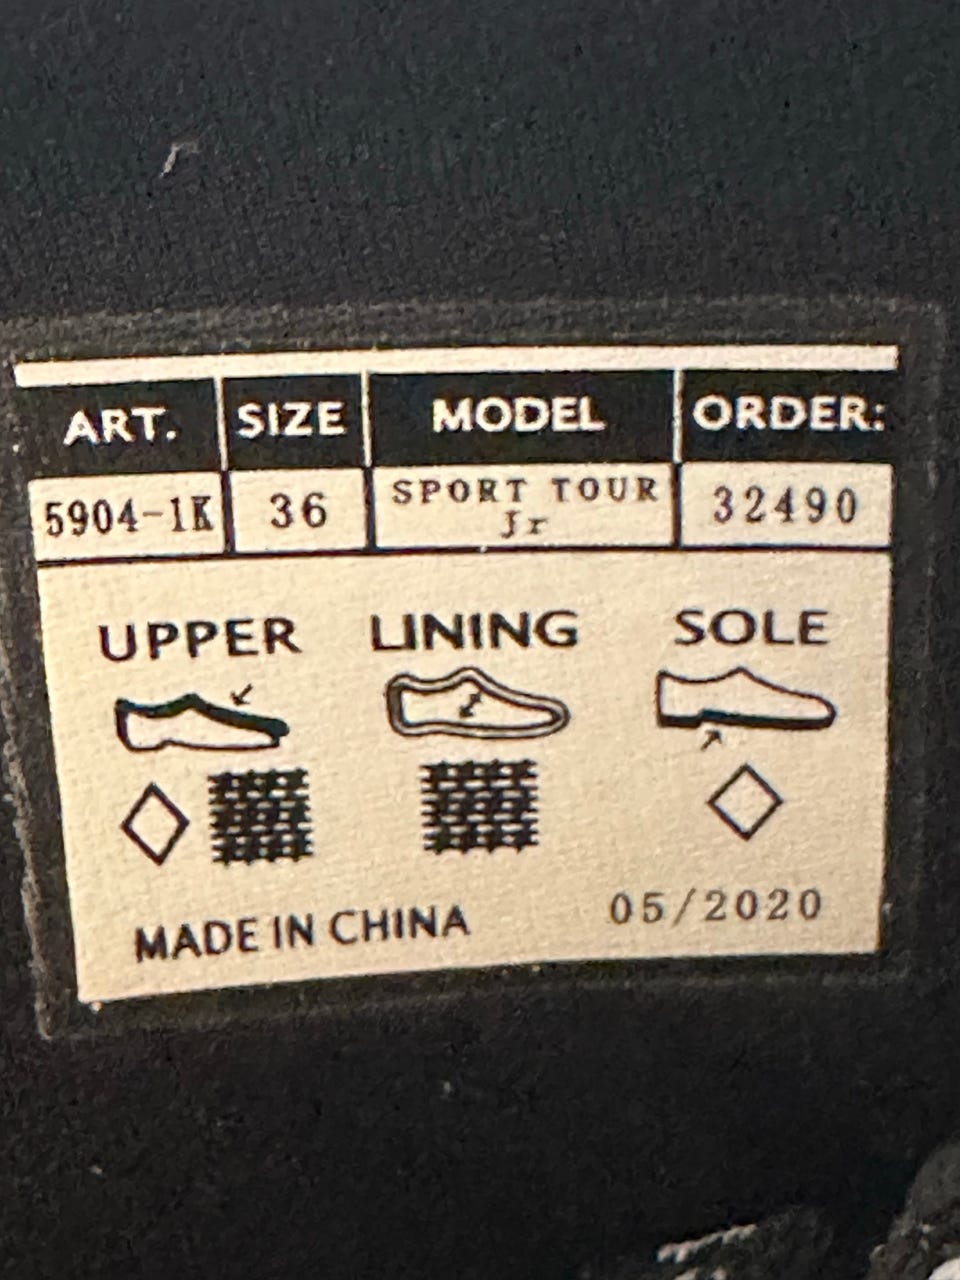 ART. SIZE MODEL ORDER:
5904-1K 36 SPORT TOUR Jr 32490
UPPER LINING SOLE
MADE IN CHINA 05/2020